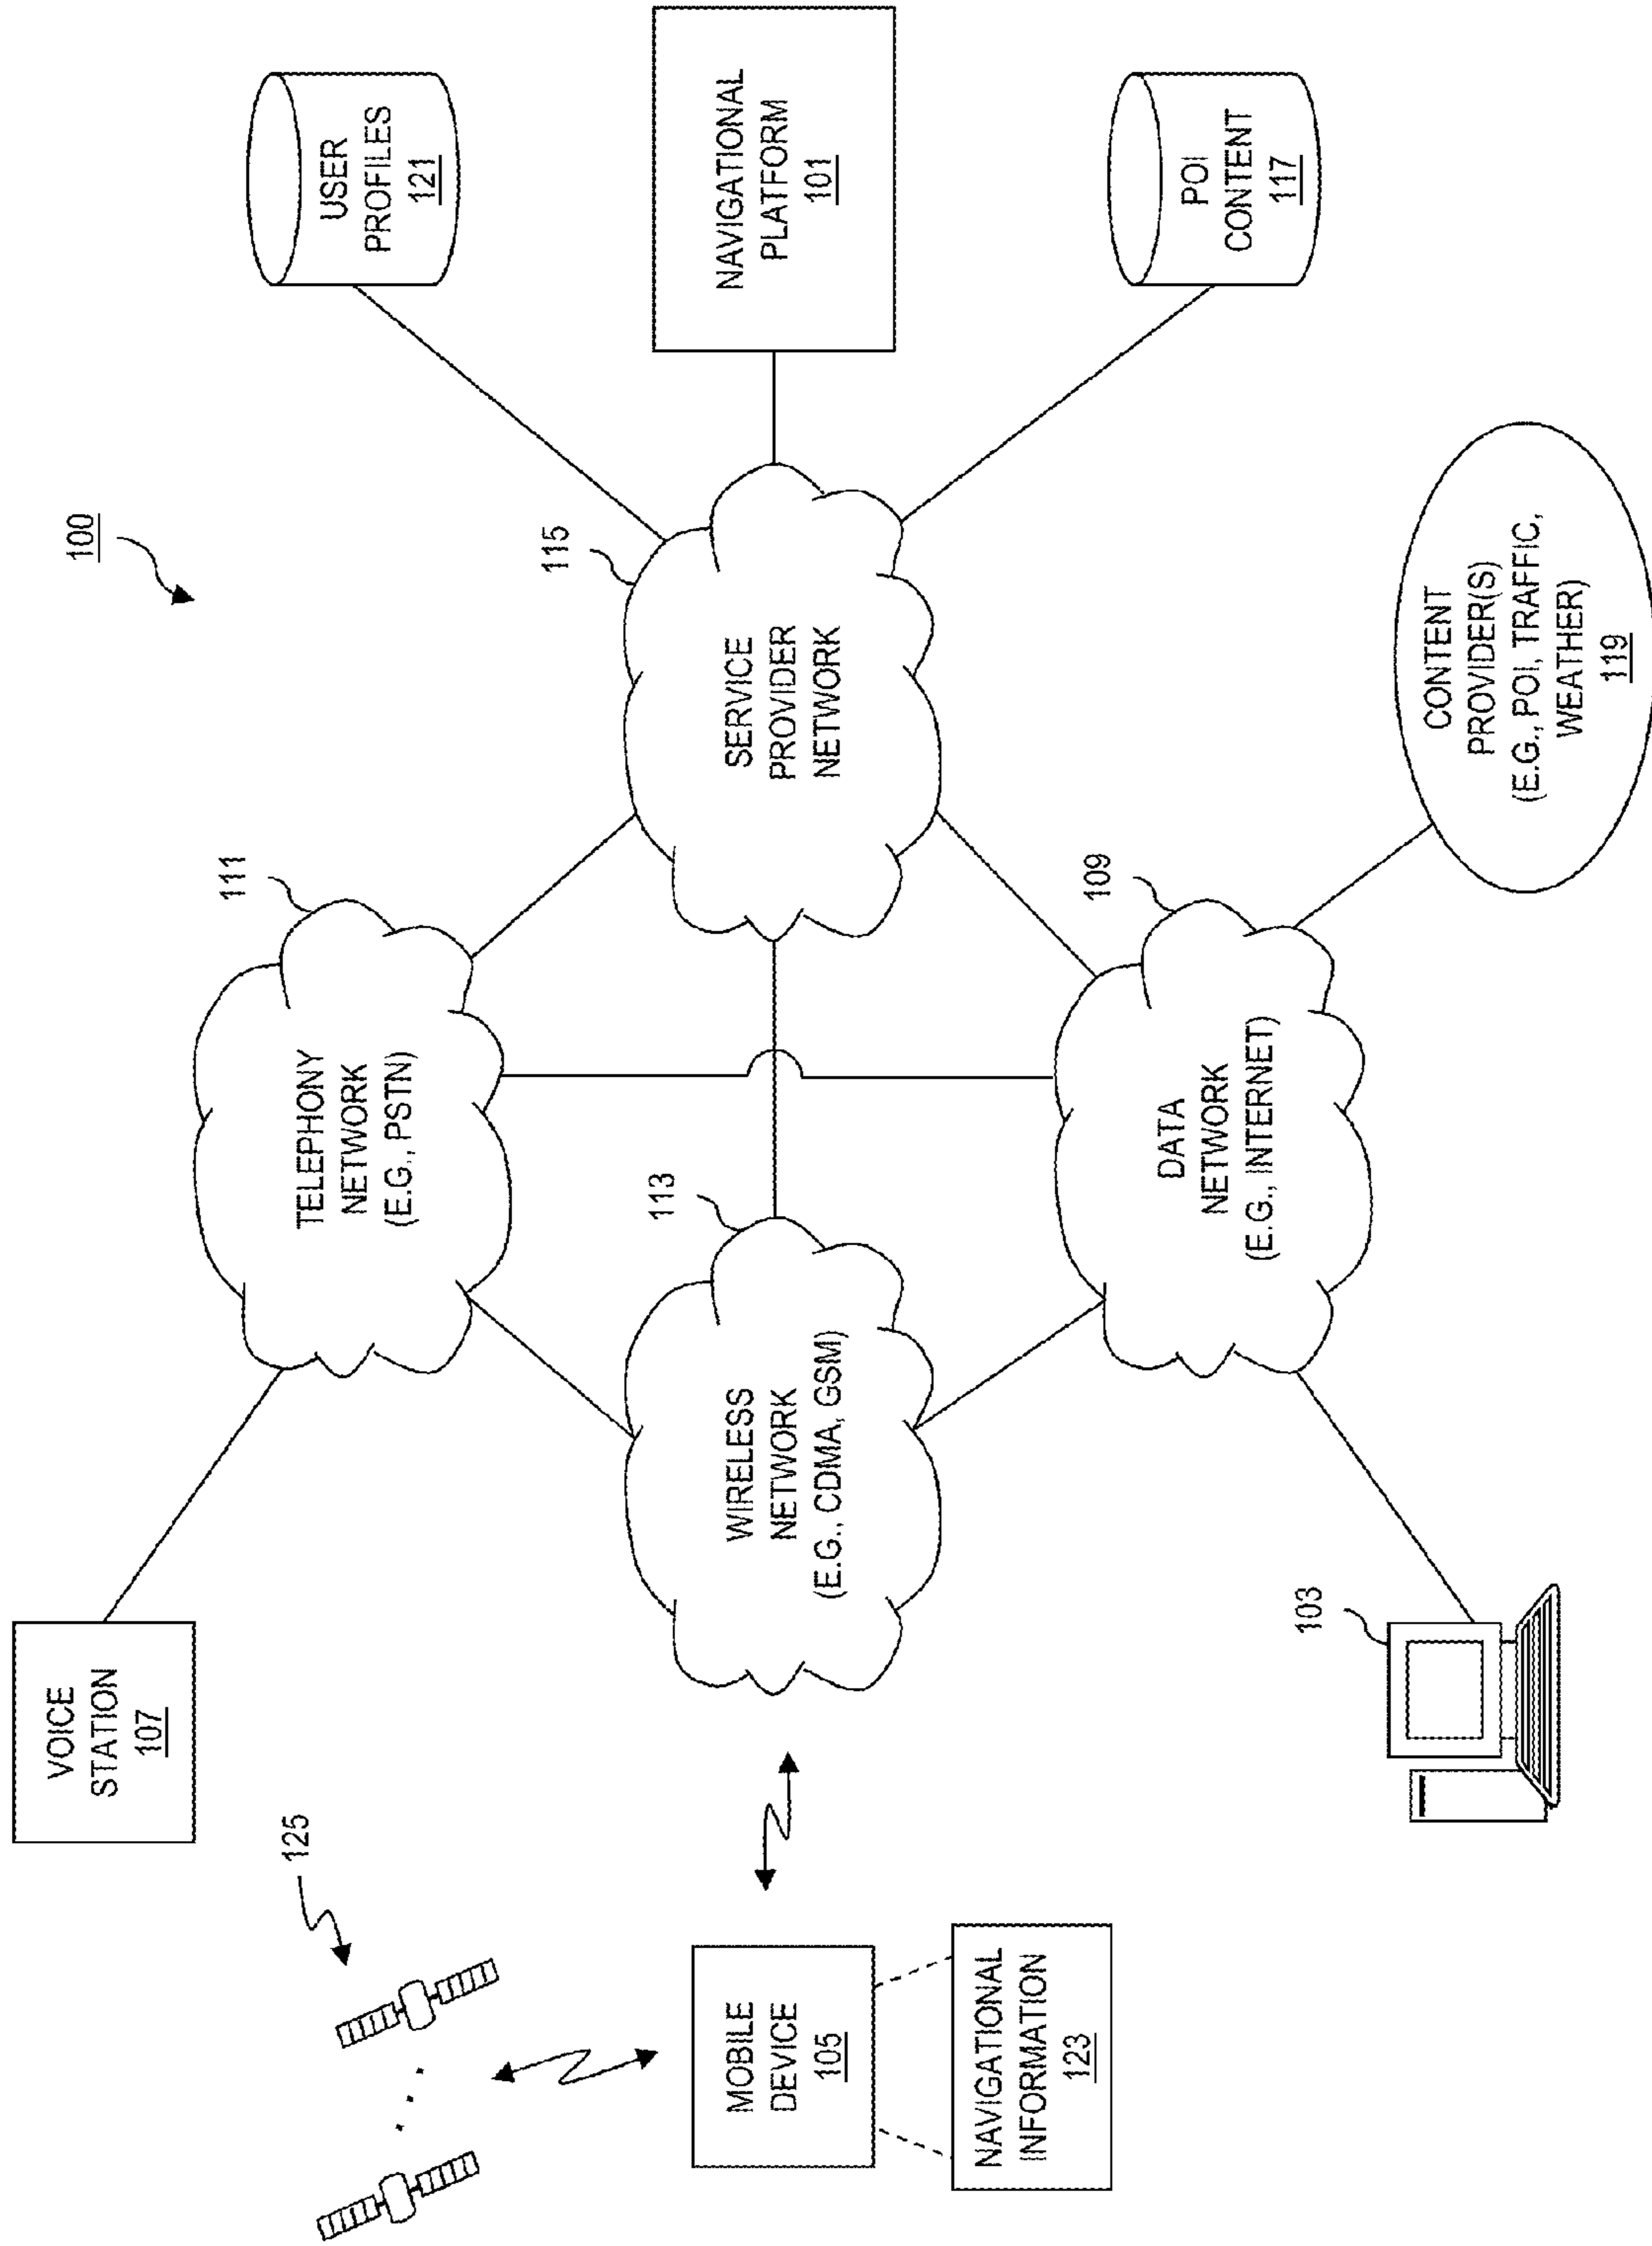 100
VOICE
STATION
107
125
111
TELEPHONY
NETWORK
(E.G., PSTN)
USER
PROFILES
121
MOBILE
DEVICE
105
NAVIGATIONAL
INFORMATION
123
113
WIRELESS
NETWORK
(E.G., CDMA, GSM)
115
SERVICE
PROVIDER
NETWORK
NAVIGATIONAL
PLATFORM
101
103
109
DATA
NETWORK
(E.G., INTERNET)
POI
CONTENT
117
CONTENT
PROVIDER(S)
(E.G., POI, TRAFFIC,
WEATHER)
119